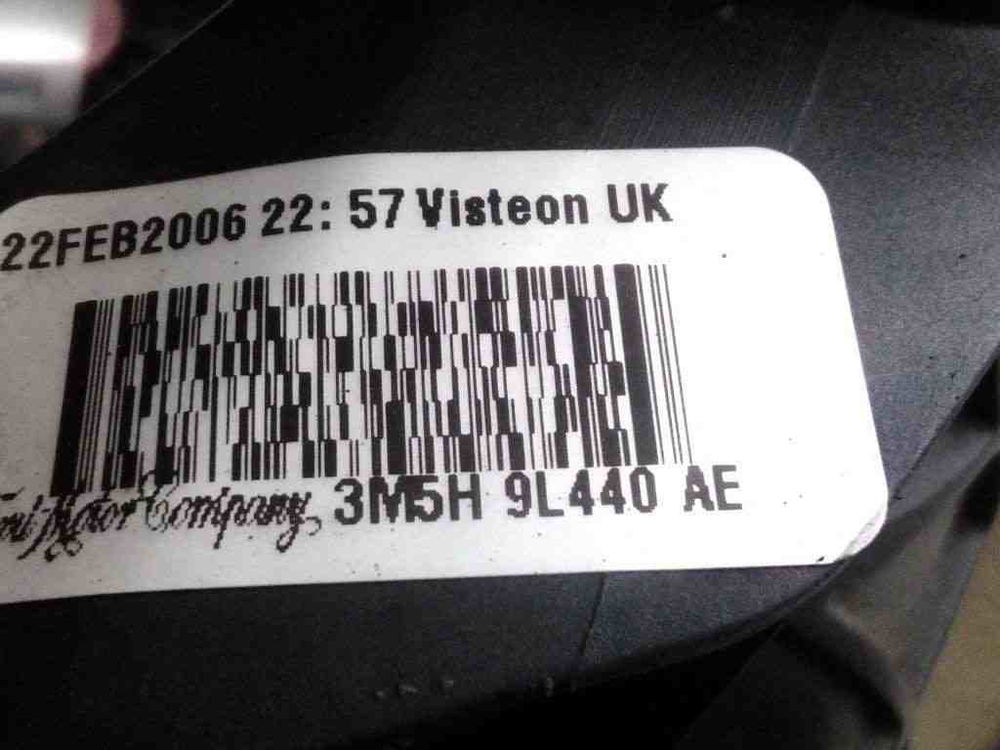 22FEB2006 22: 57 Visteon UK
Ford Motor Company, 3M5H 9L440 AE